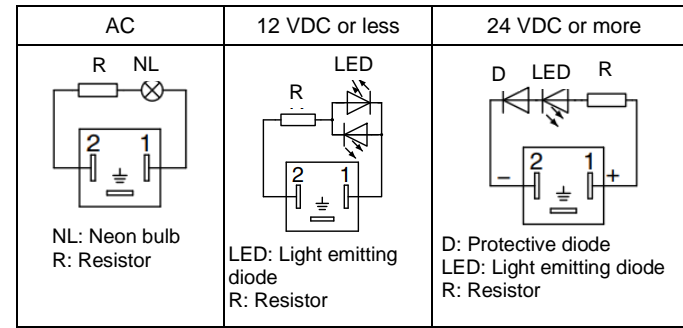 AC
12 VDC or less
24 VDC or more
R NL
2 1
NL: Neon bulb
R: Resistor
LED
R
2 1
LED: Light emitting
diode
R: Resistor
D LED R
2 1
– +
D: Protective diode
LED: Light emitting diode
R: Resistor